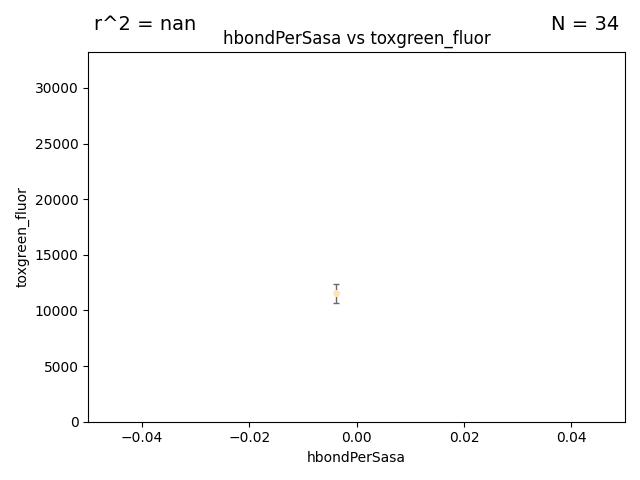 r^2 = nan
N = 34
hbondPerSasa vs toxgreen_fluor
30000
25000
20000
15000
10000
5000
0
toxgreen_fluor
−0.04
−0.02
0.00
0.02
0.04
hbondPerSasa